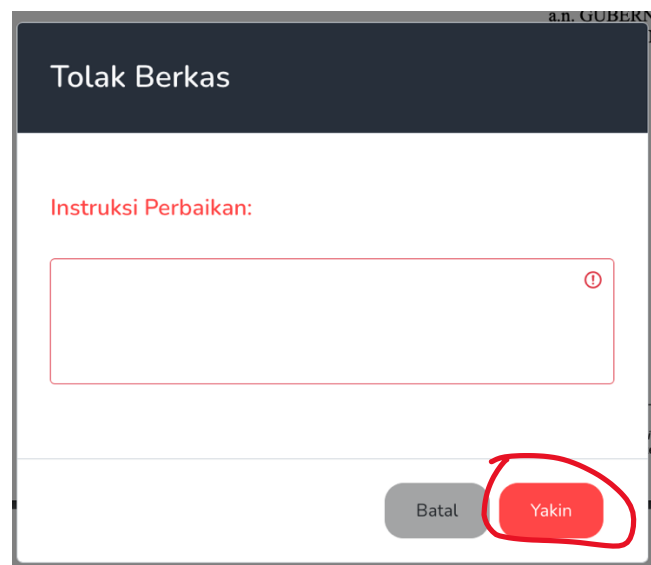 a.n. GUBERN
Tolak Berkas
Instruksi Perbaikan:
Batal
Yakin